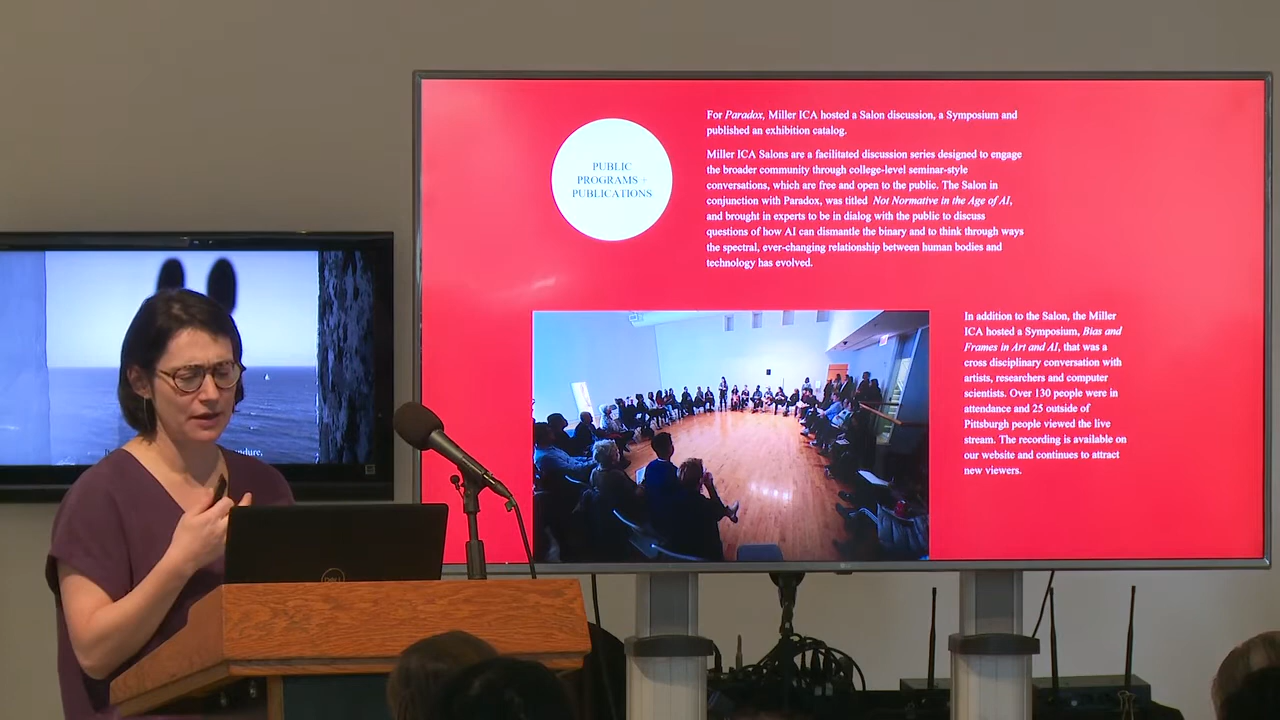 PUBLIC
PROGRAMS +
PUBLICATIONS
For Paradox, Miller ICA hosted a Salon discussion, a Symposium and
published an exhibition catalog.
Miller ICA Salons are a facilitated discussion series designed to engage
the broader community through college-level seminar-style
conversations, which are free and open to the public. The Salon in
conjunction with Paradox, was titled Not Normative in the Age of AI,
and brought in experts to be in dialog with the public to discuss
questions of how AI can dismantle the binary and to think through ways
the spectral, ever-changing relationship between human bodies and
technology has evolved.
In addition to the Salon, the Miller
ICA hosted a Symposium, Bias and
Frames in Art and AI, that was a
cross disciplinary conversation with
artists, researchers and computer
scientists. Over 130 people were in
attendance and 25 outside of
Pittsburgh people viewed the live
stream. The recording is available on
our website and continues to attract
new viewers.
DELL
LG